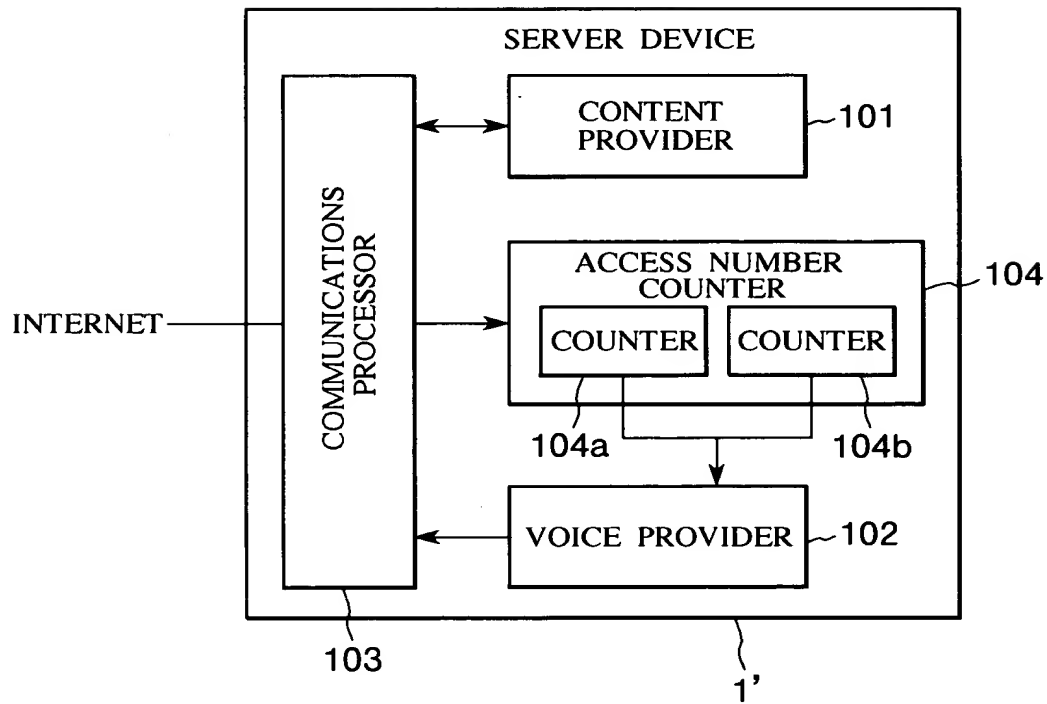 SERVER DEVICE
CONTENT
PROVIDER
101
COMMUNICATIONS
PROCESSOR
ACCESS NUMBER
COUNTER
104
INTERNET
COUNTER
COUNTER
104a
104b
VOICE PROVIDER
102
103
1'